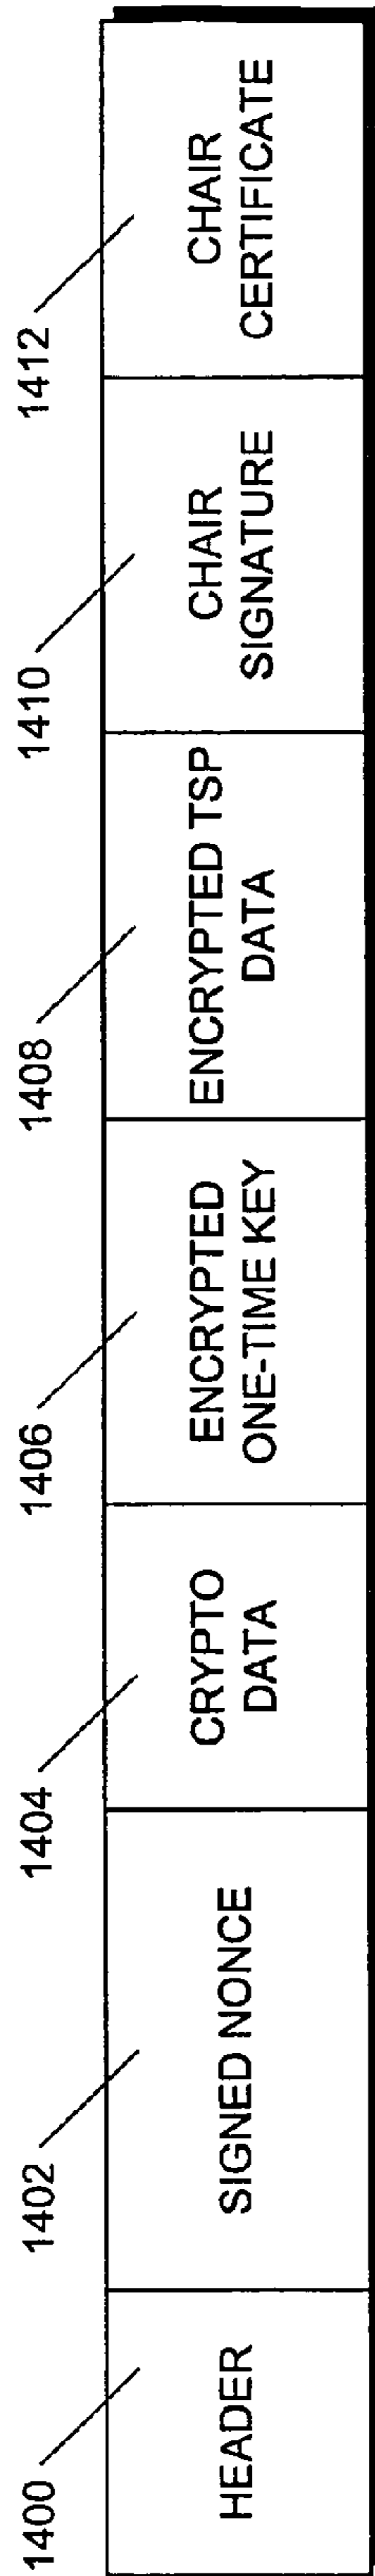 1400
1402
1404
1406
1408
1410
1412
HEADER
SIGNED NONCE
CRYPTO
DATA
ENCRYPTED
ONE-TIME KEY
ENCRYPTED TSP
DATA
CHAIR
SIGNATURE
CHAIR
CERTIFICATE